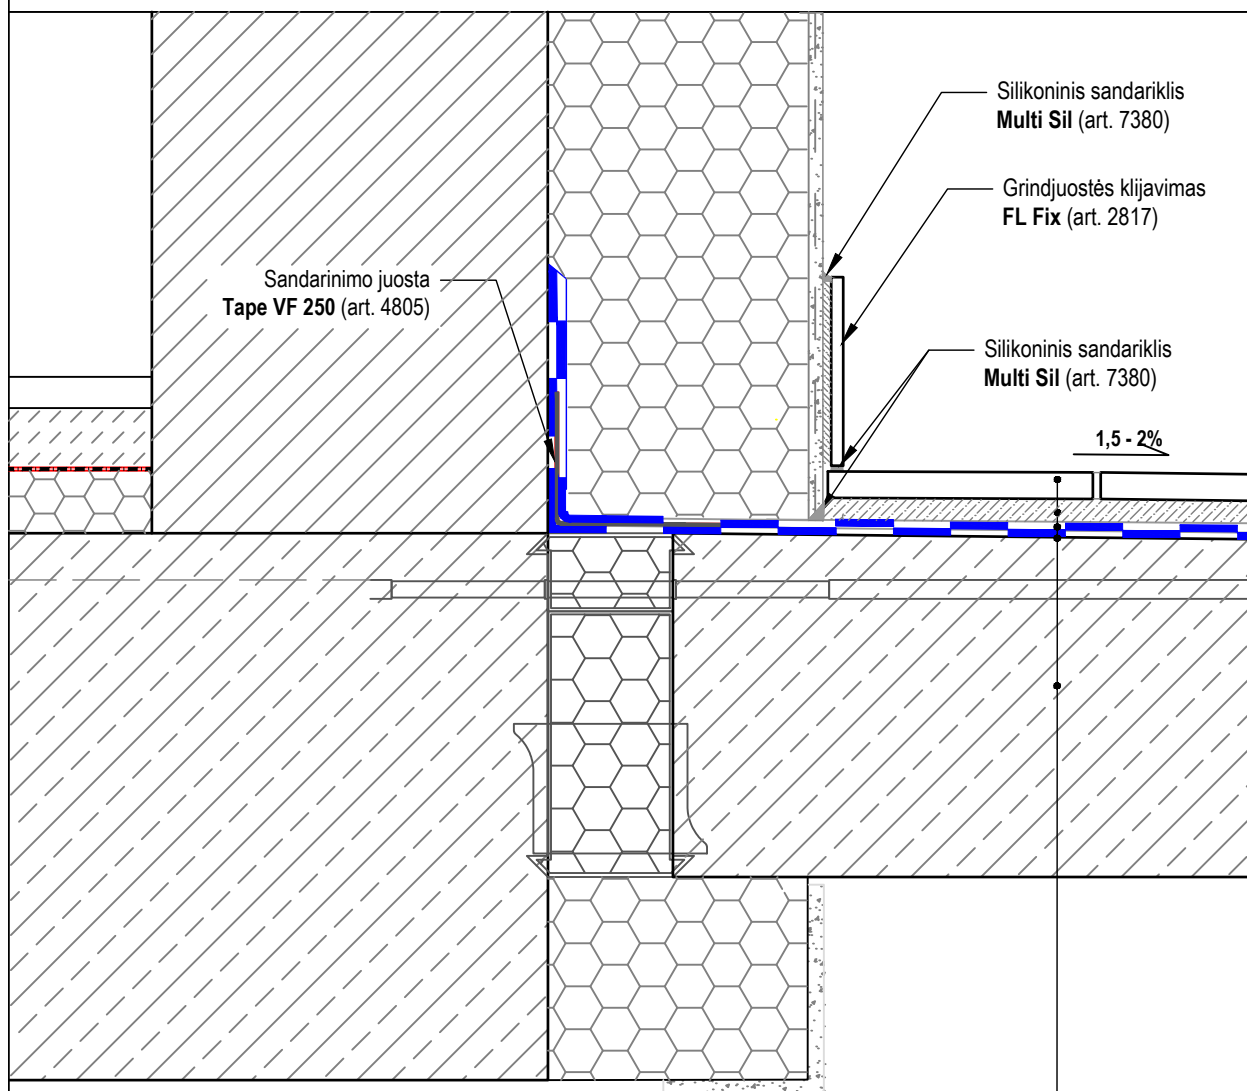 Silikoninis sandariklis
Multi Sil (art. 7380)
Grindjuostės klijavimas
FL Fix (art. 2817)
Sandarinimo juosta
Tape VF 250 (art. 4805)
Silikoninis sandariklis
Multi Sil (art. 7380)
1,5 - 2%